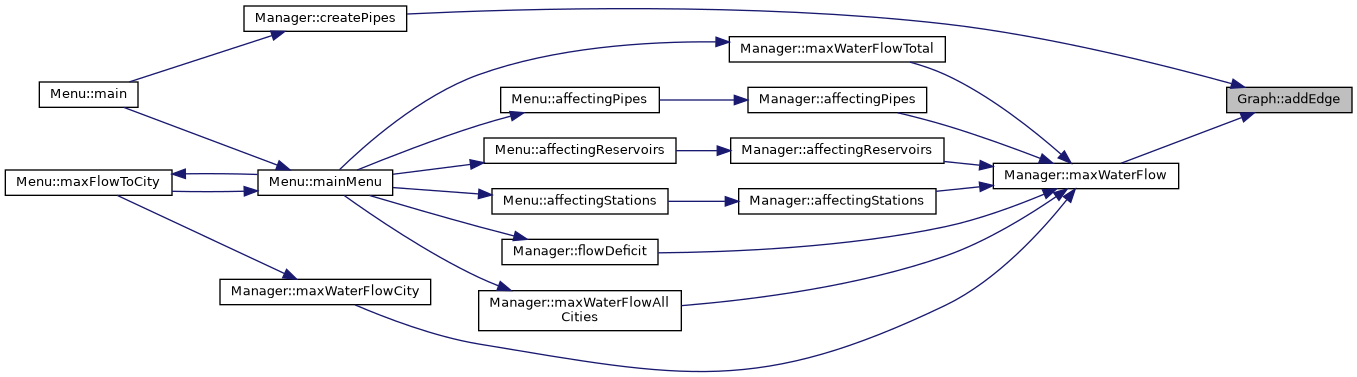 Manager::createPipes
Manager::maxWaterFlowTotal
Menu::main
Menu::affectingPipes
Manager::affectingPipes
Graph::addEdge
Menu::affectingReservoirs
Manager::affectingReservoirs
Menu::maxFlowToCity
Menu::mainMenu
Manager::maxWaterFlow
Menu::affectingStations
Manager::affectingStations
Manager::flowDeficit
Manager::maxWaterFlowCity
Manager::maxWaterFlowAll
Cities